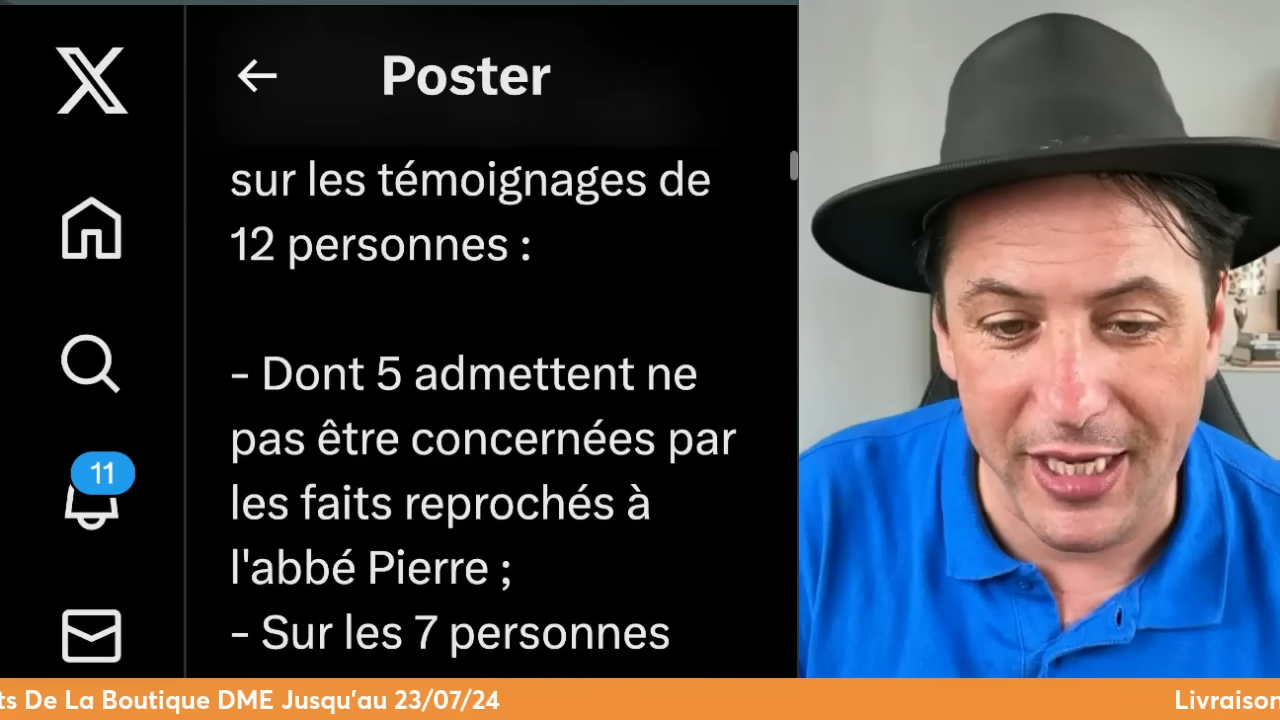 Poster
sur les témoignages de
12 personnes :
- Dont 5 admettent ne
pas être concernées par
les faits reprochés à
l'abbé Pierre ;
- Sur les 7 personnes
11
ts De La Boutique DME Jusqu'au 23/07/24
Livraison